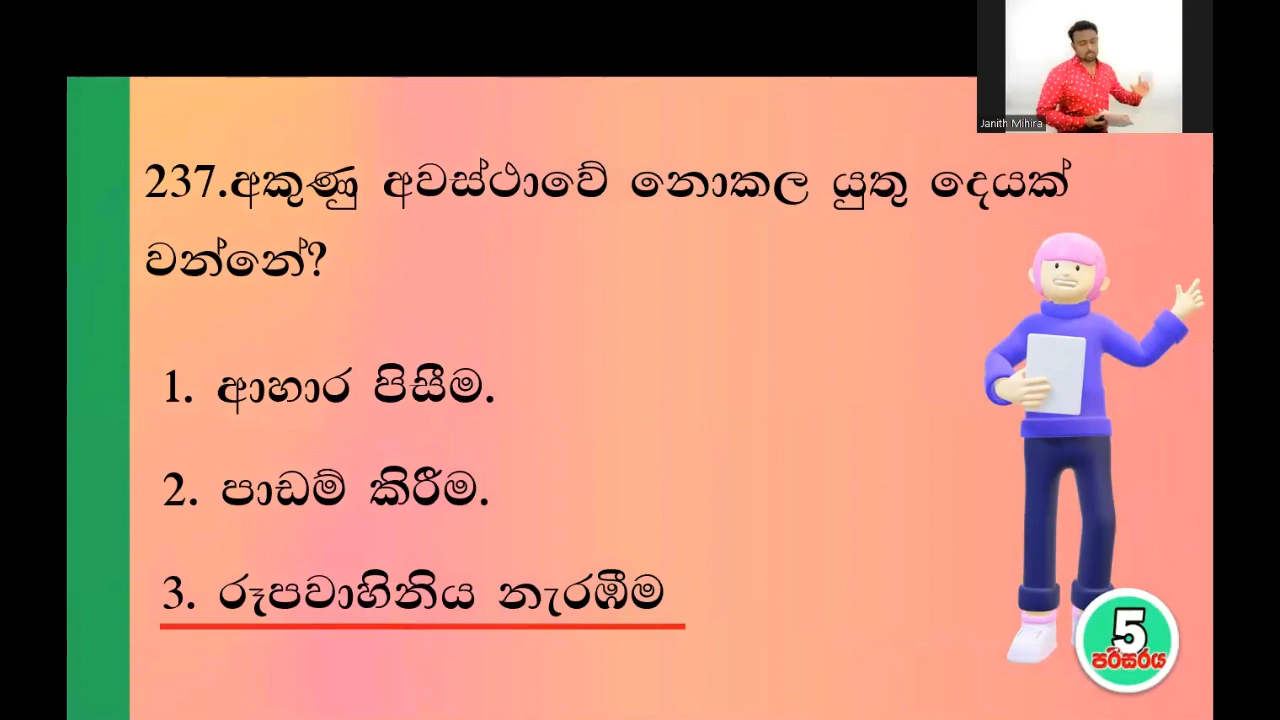 Janith Mihira
237.අකුණු අවස්ථාවේ නොකල යුතු දෙයක්
වන්නේ?
1. ආහාර පිසීම.
2. පාඩම් කිරීම.
3. රූපවාහිනිය නැරඹීම
5
පරිසරය